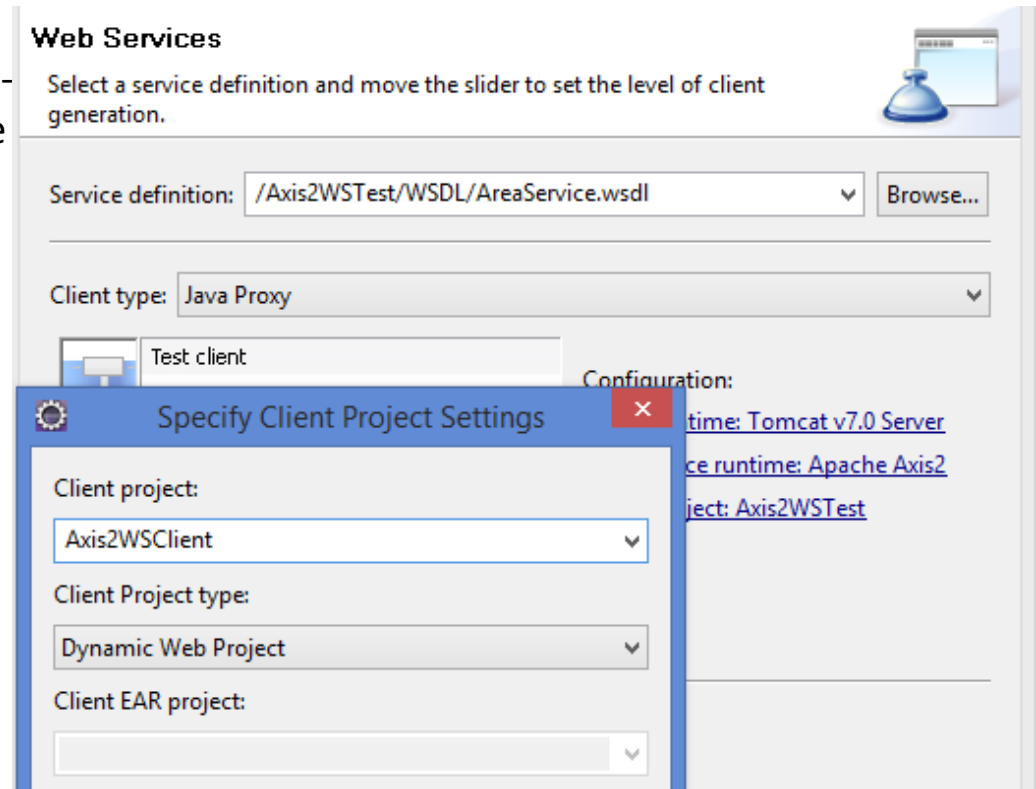 Web Services
Select a service definition and move the slider to set the level of client
generation.
-
e
Service definition: /Axis2WSTest/WSDL/AreaService.wsdl Browse...
Client type: Java Proxy
Test client
Configuration:
Specify Client Project Settings
time: Tomcat v7.0 Server
ce runtime: Apache Axis2
ject: Axis2WSTest
Client project:
Axis2WSClient
Client Project type:
Dynamic Web Project
Client EAR project: